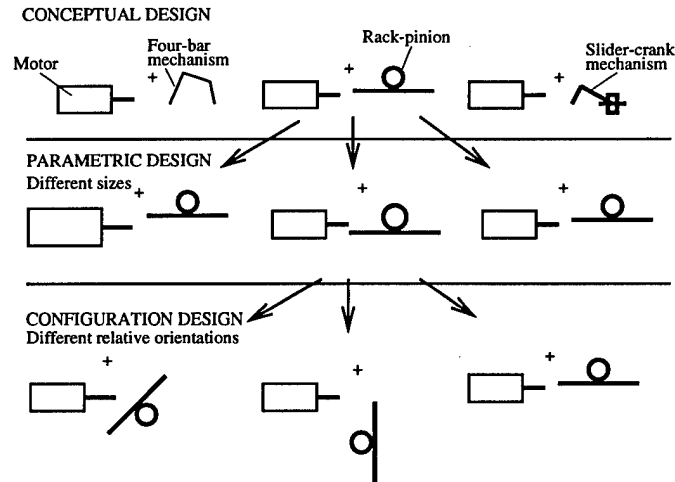 CONCEPTUAL DESIGN
Four-bar
mechanism
Rack-pinion
Slider-crank
mechanism
Motor
+
+
+
PARAMETRIC DESIGN
Different sizes
+
+
+
CONFIGURATION DESIGN
Different relative orientations
+
+
+